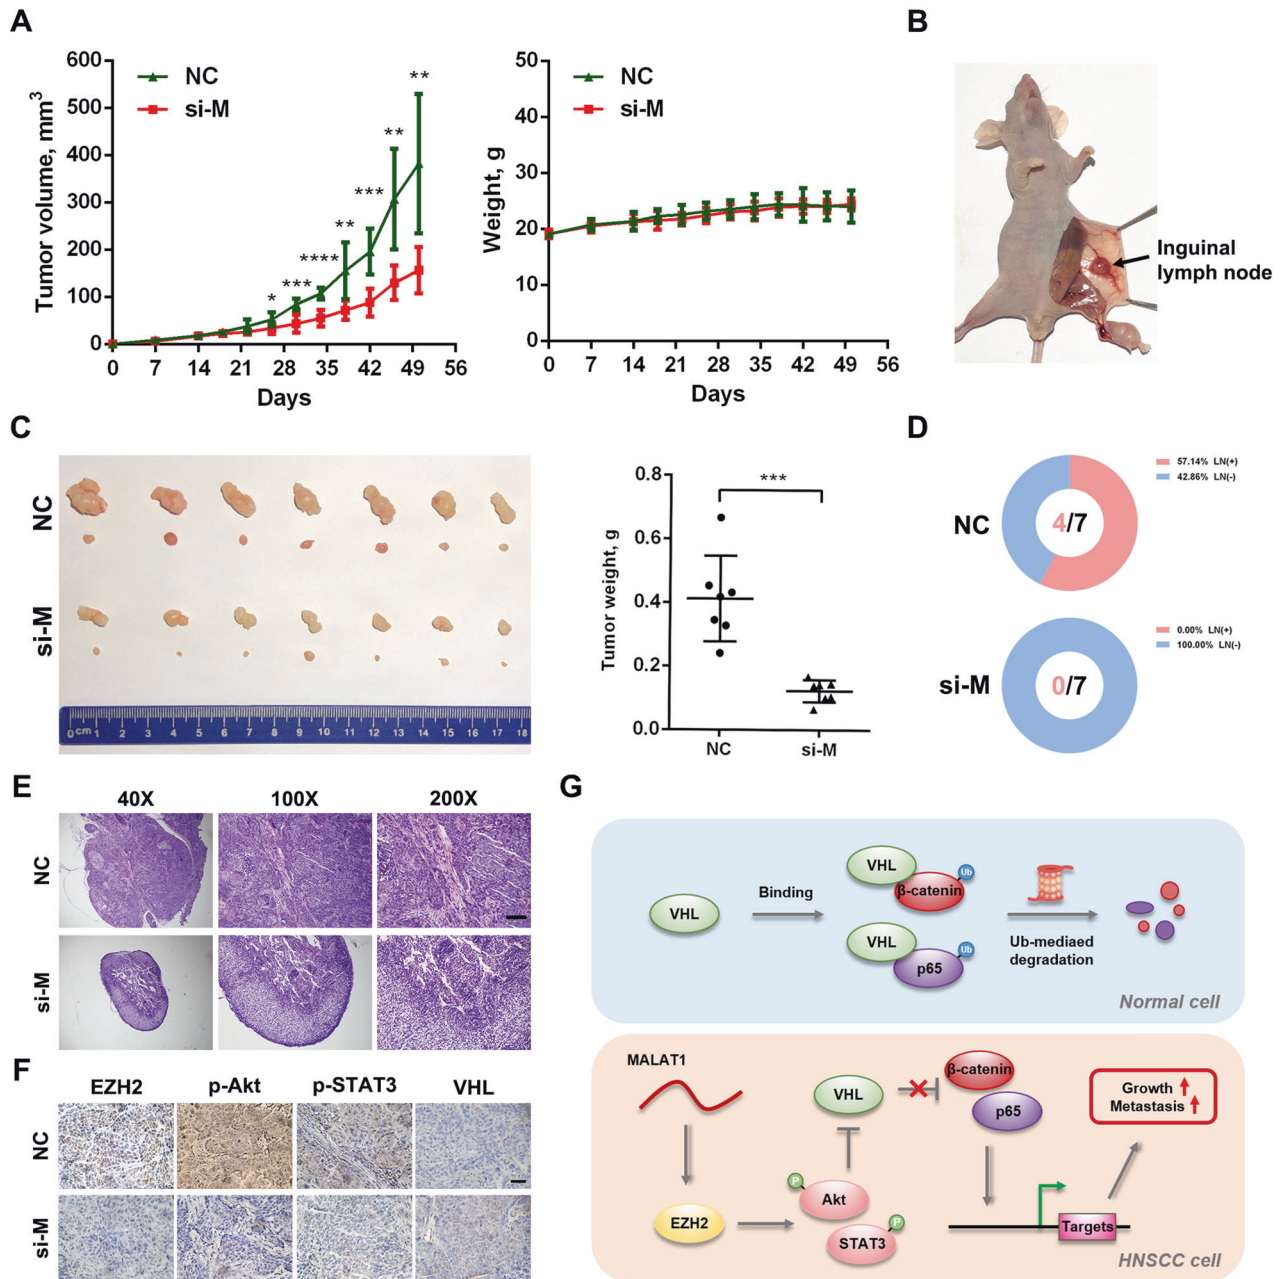 A
600
500
400
300
200
100
0
Tumor volume, mm3
NC
si-M
*
***
****
**
***
**
**
0 7 14 21 28 35 42 49 56
Days
50
40
30
20
10
0
Weight, g
NC
si-M
0 7 14 21 28 35 42 49 56
Days
B
Inguinal
lymph node
C
NC
si-M
0 cm 1 2 3 4 5 6 7 8 9 10 11 12 13 14 15 16 17 18
0.8
0.6
0.4
0.2
0.0
Tumor weight, g
***
NC si-M
D
NC
4/7
57.14% LN(+)
42.86% LN(-)
si-M
0/7
0.00% LN(+)
100.00% LN(-)
E
40X 100X 200X
NC
si-M
F
EZH2 p-Akt p-STAT3 VHL
NC
si-M
G
VHL
Binding
VHL
β-catenin
Ub
VHL
p65
Ub
Ub-mediaed
degradation
Normal cell
MALAT1
EZH2
P
Akt
STAT3
P
VHL
β-catenin
p65
Targets
Growth
Metastasis
HNSCC cell